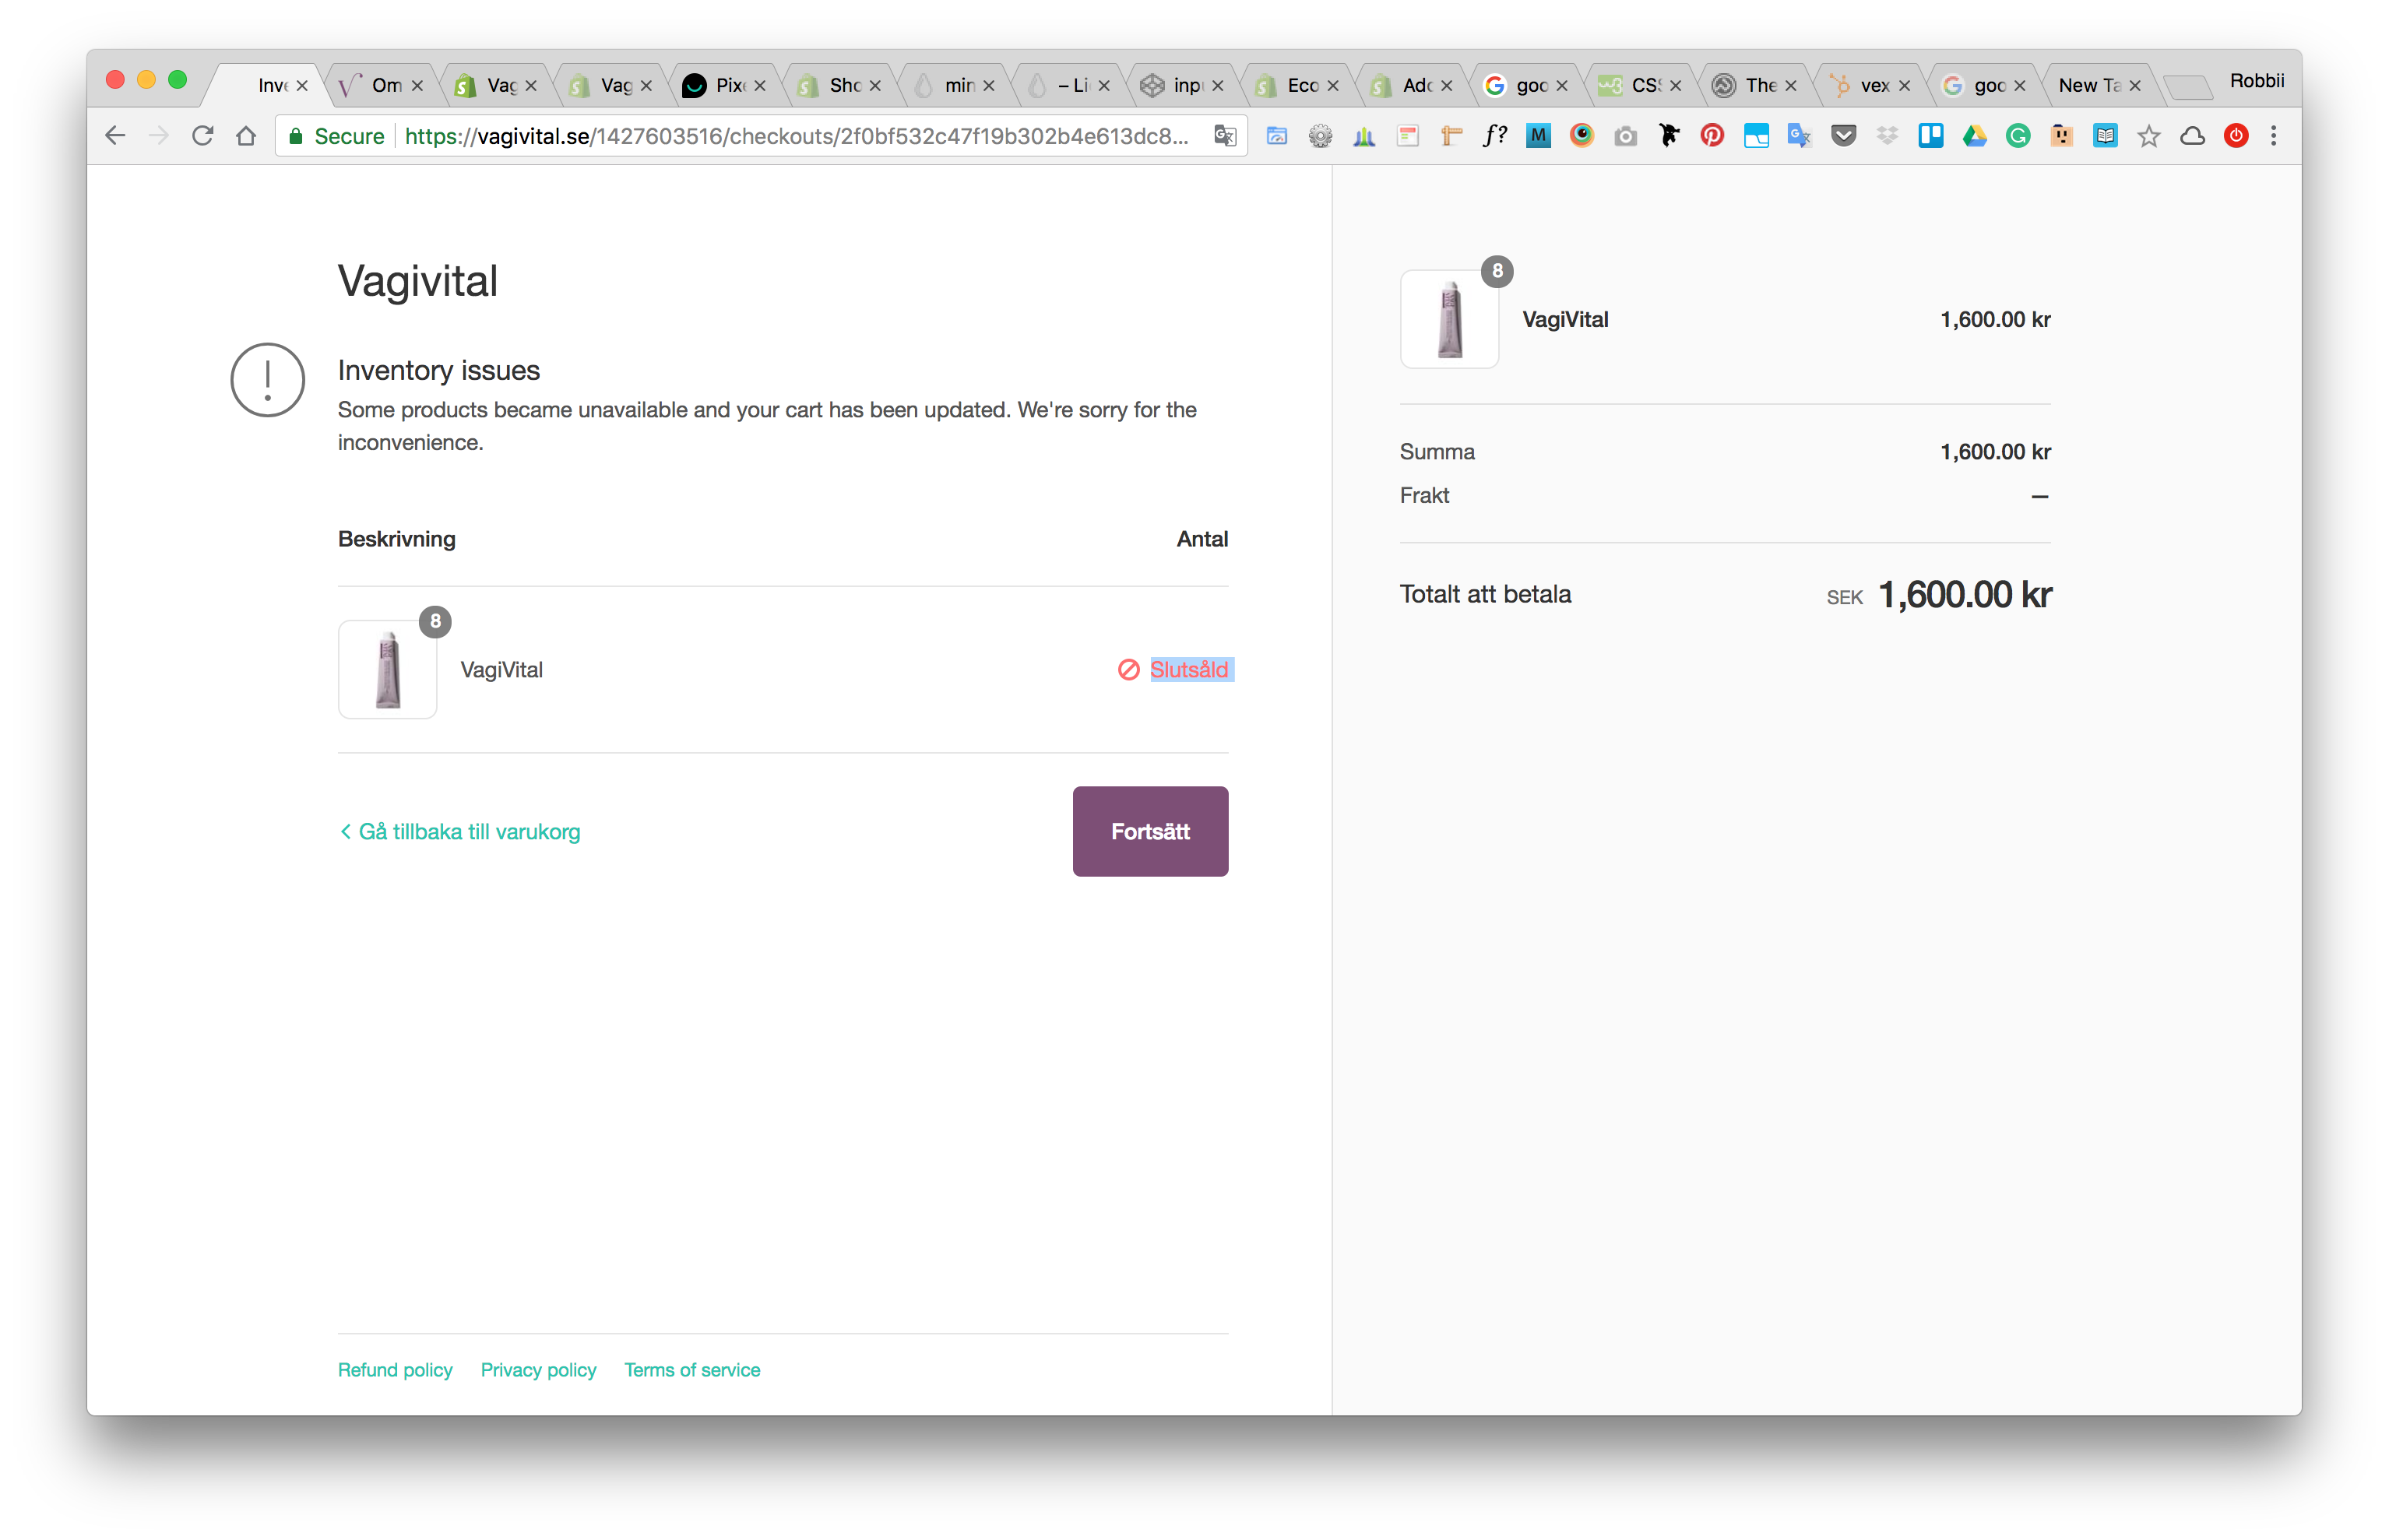 Inve
Om
Vag
Vag
Pixe
Sho
min
– Li
inp
Eco
Add
goo
CSS
The
vex
goo
New Ta
Robbii
Secure
https://vagivital.se/1427603516/checkouts/2f0bf532c47f19b302b4e613dc8...
f?
M
Vagivital
Inventory issues
Some products became unavailable and your cart has been updated. We're sorry for the
inconvenience.
Beskrivning Antal
8
VagiVital Slutsåld
Gå tillbaka till varukorg
Fortsätt
Refund policy Privacy policy Terms of service
8
VagiVital 1,600.00 kr
Summa 1,600.00 kr
Frakt —
Totalt att betala SEK 1,600.00 kr